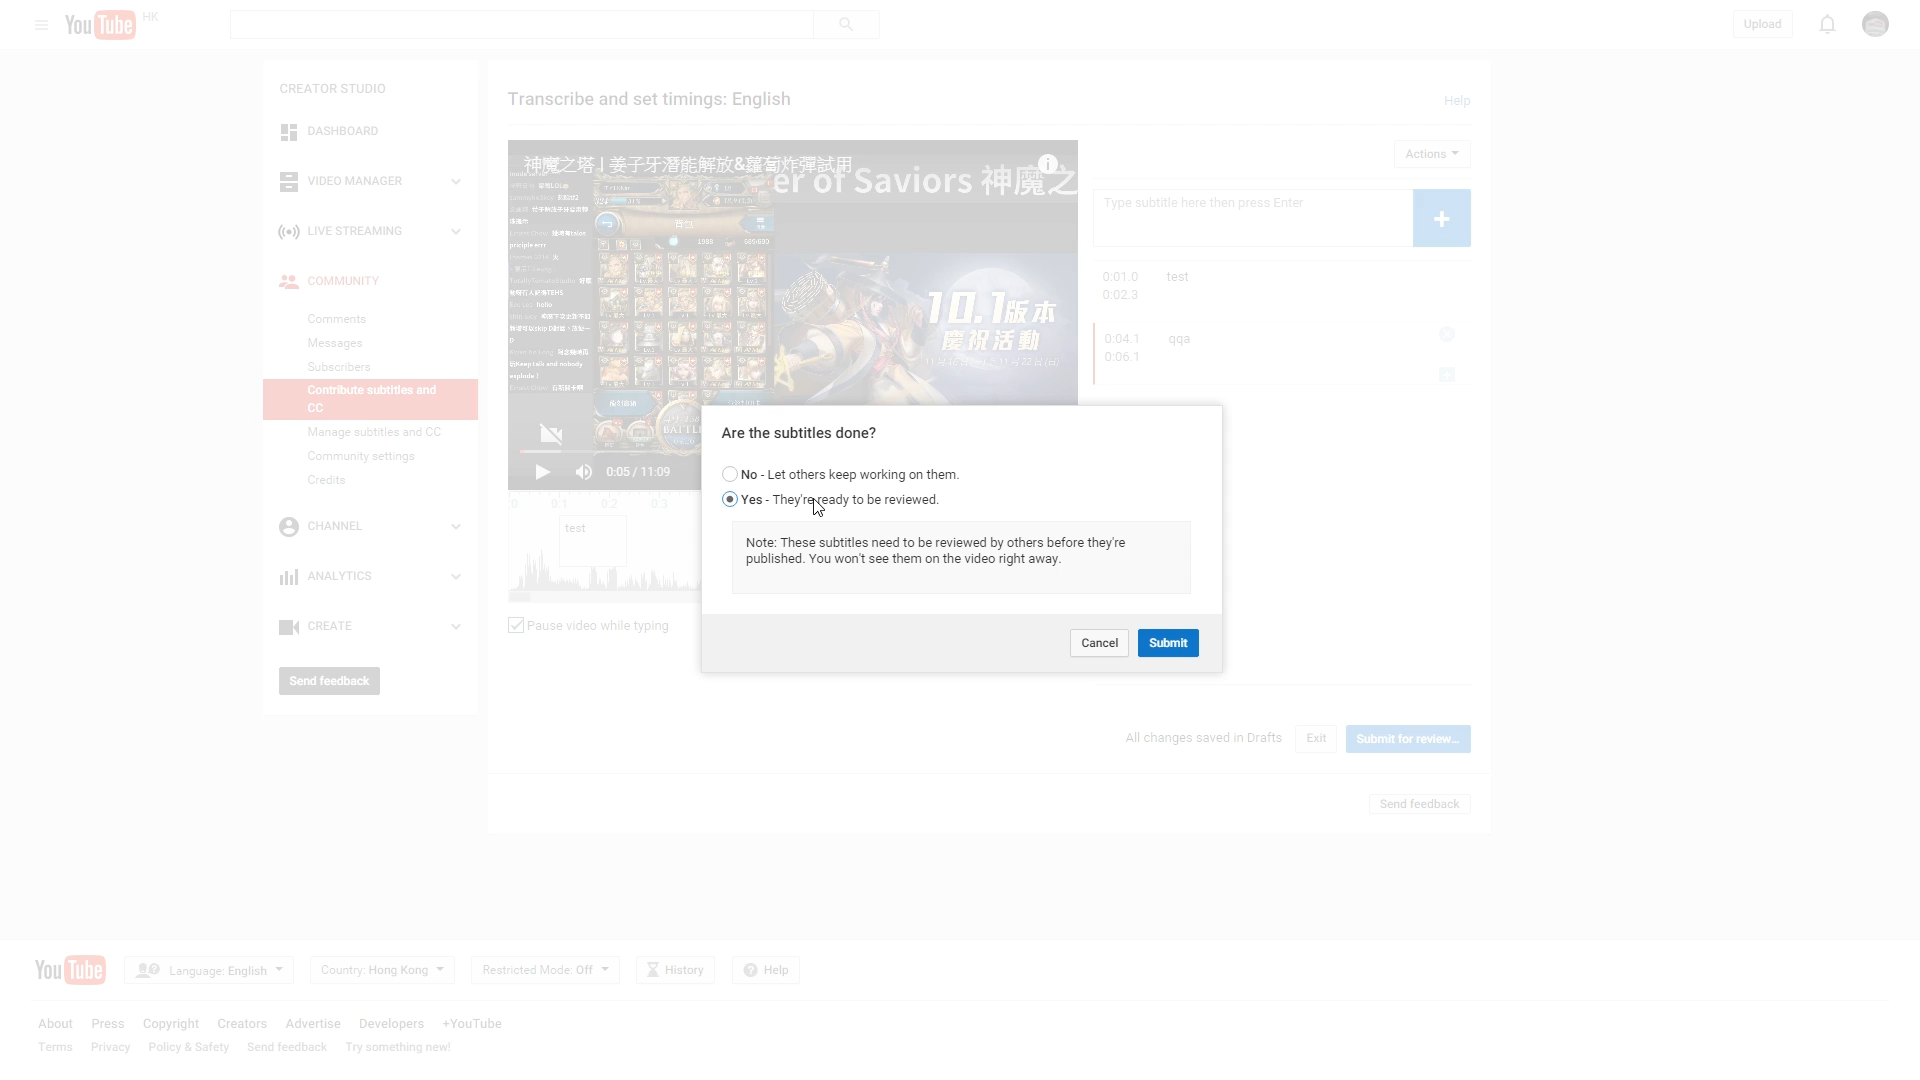 YouTube HK
Upload
CREATOR STUDIO
DASHBOARD
VIDEO MANAGER
LIVE STREAMING
COMMUNITY
Comments
Messages
Subscribers
Contribute subtitles and
CC
Manage subtitles and CC
Community settings
Credits
CHANNEL
ANALYTICS
CREATE
Send feedback
Transcribe and set timings: English
Help
神魔之塔 | 姜子牙潛能解放&蘿蔔炸彈試用
er of Saviors 神魔之
10.1版本
慶祝活動
0:05 / 11:09
0:1 0:2 0:3
test
Pause video while typing
Actions
Type subtitle here then press Enter
+
0:01.0 test
0:02.3
0:04.1 qqa
0:06.1
Are the subtitles done?
No - Let others keep working on them.
Yes - They're ready to be reviewed.
Note: These subtitles need to be reviewed by others before they're
published. You won't see them on the video right away.
Cancel Submit
All changes saved in Drafts Exit Submit for review...
Send feedback
YouTube Language: English Country: Hong Kong Restricted Mode: Off History Help
About Press Copyright Creators Advertise Developers +YouTube
Terms Privacy Policy & Safety Send feedback Try something new!